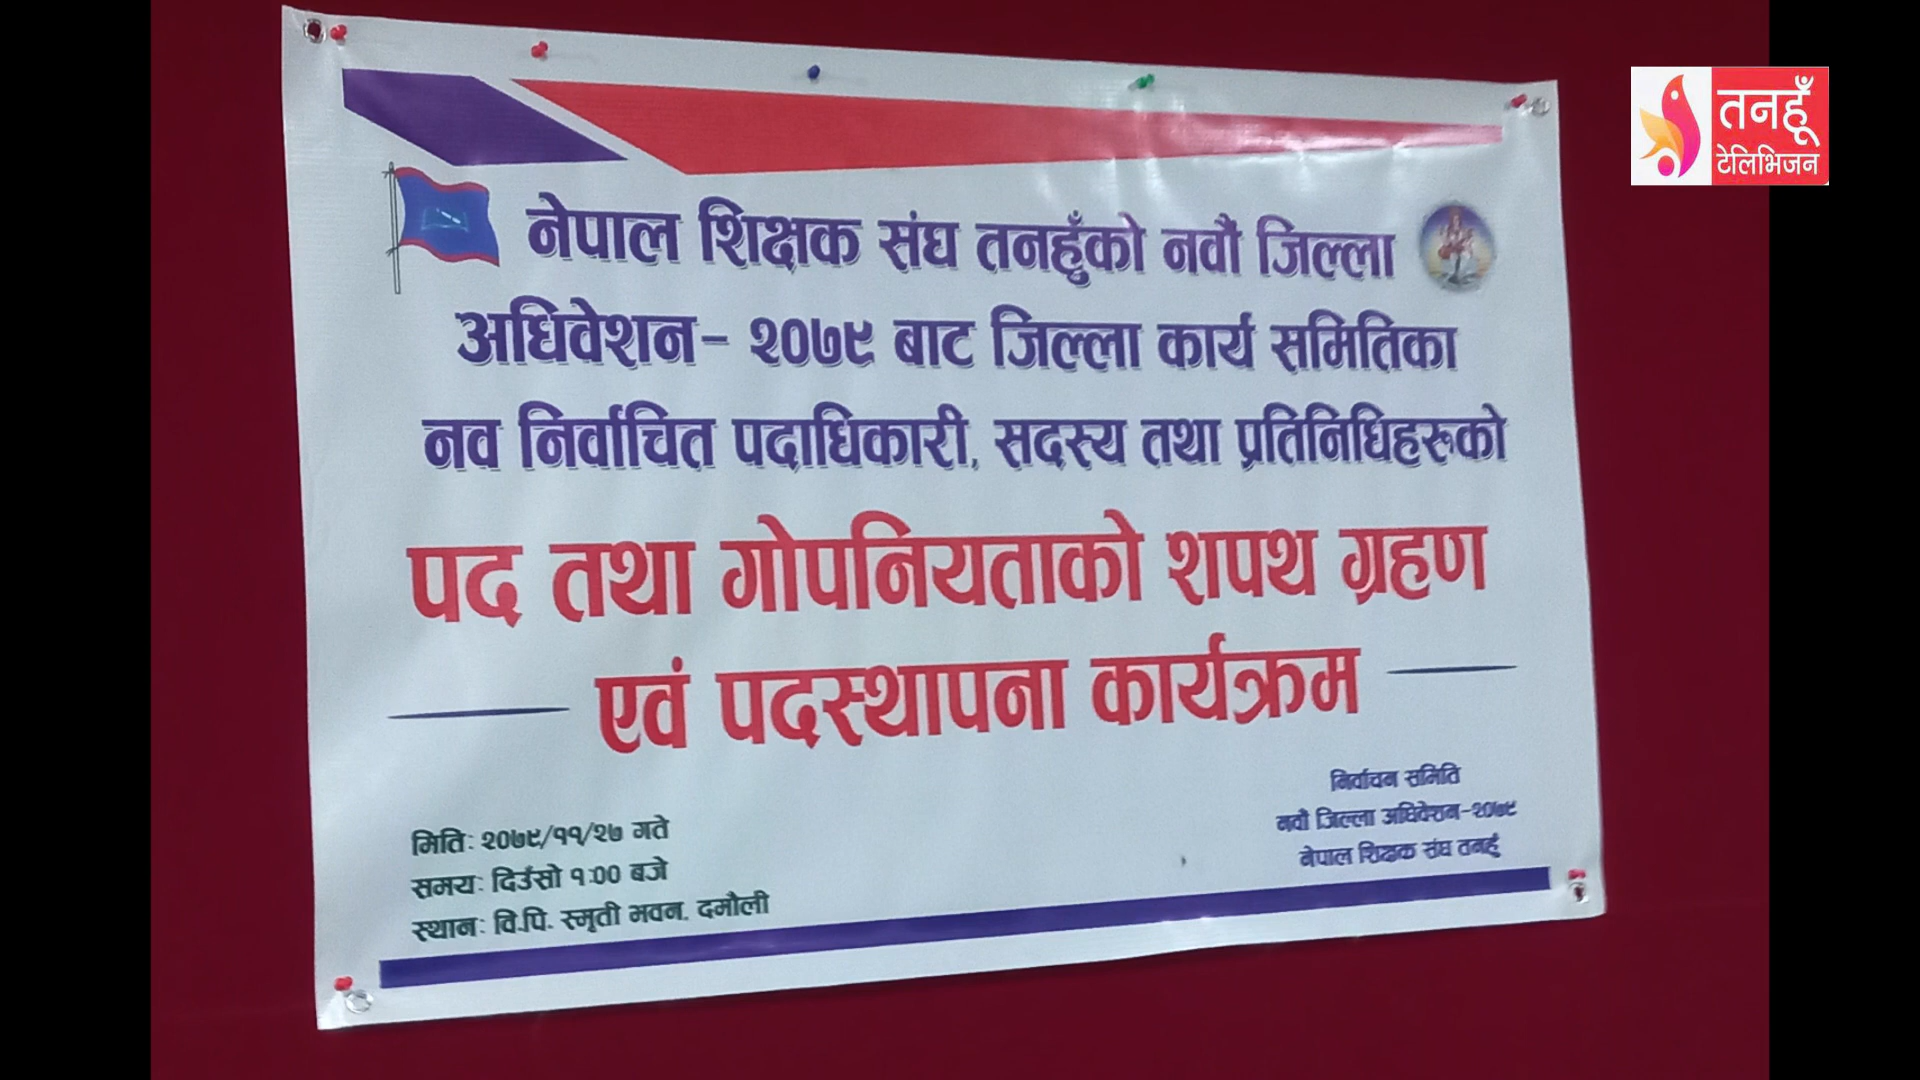 तनहूँ
टेलिभिजन
नेपाल शिक्षक संघ तनहुँको नवौं जिल्ला
अधिवेशन- २०७९ बाट जिल्ला कार्य समितिका
नव निर्वाचित पदाधिकारी, सदस्य तथा प्रतिनिधिहरुको
पद तथा गोपनियताको शपथ ग्रहण
एवं पदस्थापना कार्यक्रम
निर्वाचन समिति
नवौं जिल्ला अधिवेशन-२०७९
नेपाल शिक्षक संघ तनहुँ
मिति: २०७९/११/२७ गते
समय: दिउँसो १:00 बजे
स्थान: वि.पि. स्मृती भवन, दमौली